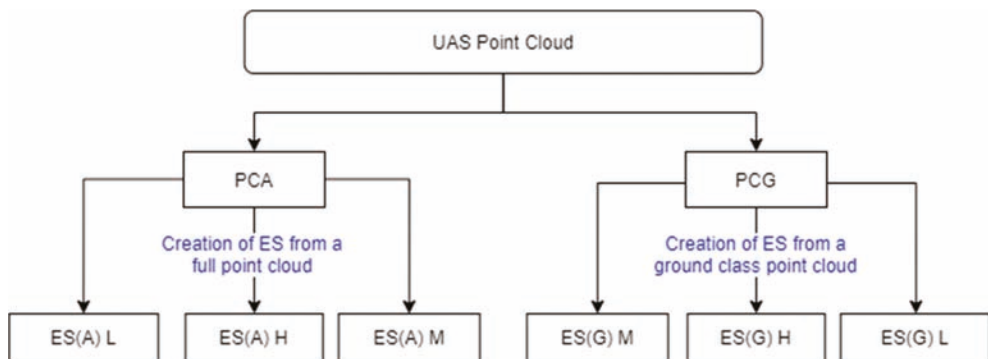 UAS Point Cloud
PCA
PCG
Creation of ES from a
full point cloud
Creation of ES from a
ground class point cloud
ES(A) L
ES(A) H
ES(A) M
ES(G) M
ES(G) H
ES(G) L